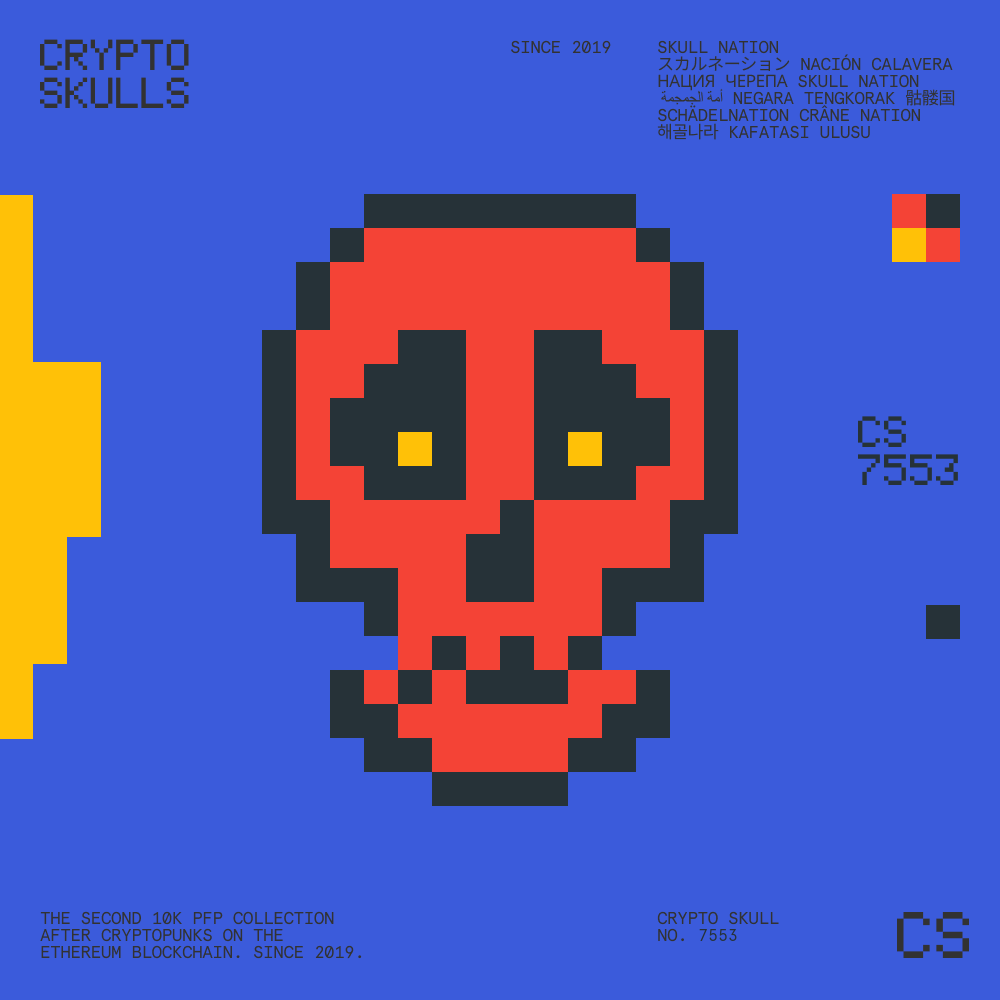 CRYPTO
SKULLS
SINCE 2019
SKULL NATION
スカルネーション NACIÓN CALAVERA
НАЦИЯ ЧЕРЕПА SKULL NATION
أمة الجمجمة NEGARA TENGKORAK 骷髅国
SCHÄDELNATION CRÂNE NATION
해골나라 KAFATASI ULUSU
CS
7553
THE SECOND 10K PFP COLLECTION
AFTER CRYPTOPUNKS ON THE
ETHEREUM BLOCKCHAIN. SINCE 2019.
CRYPTO SKULL
NO. 7553
CS